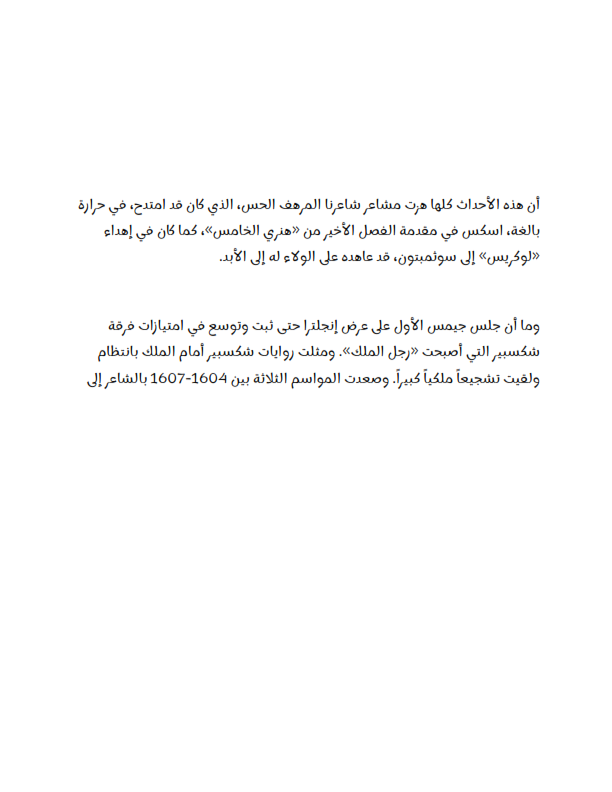 أن هذه الأحداث كلها هزت مشاعر شاعرنا المرهف الحس، الذي كان قد امتدح، في حرارة
بالغة، اسكس في مقدمة الفصل الأخير من «هنري الخامس»، كما كان في إهداء
«لوكريس» إلى سوثمبتون، قد عاهده على الولاء له إلى الأبد.
وما أن جلس جيمس الأول على عرض إنجلترا حتى ثبت وتوسع في امتيازات فرقة
شكسبير التي أصبحت «رجل الملك». ومثلت روايات شكسبير أمام الملك بانتظام
ولقيت تشجيعاً ملكياً كبيراً. وصعدت المواسم الثلاثة بين 1604-1607 بالشاعر إلى